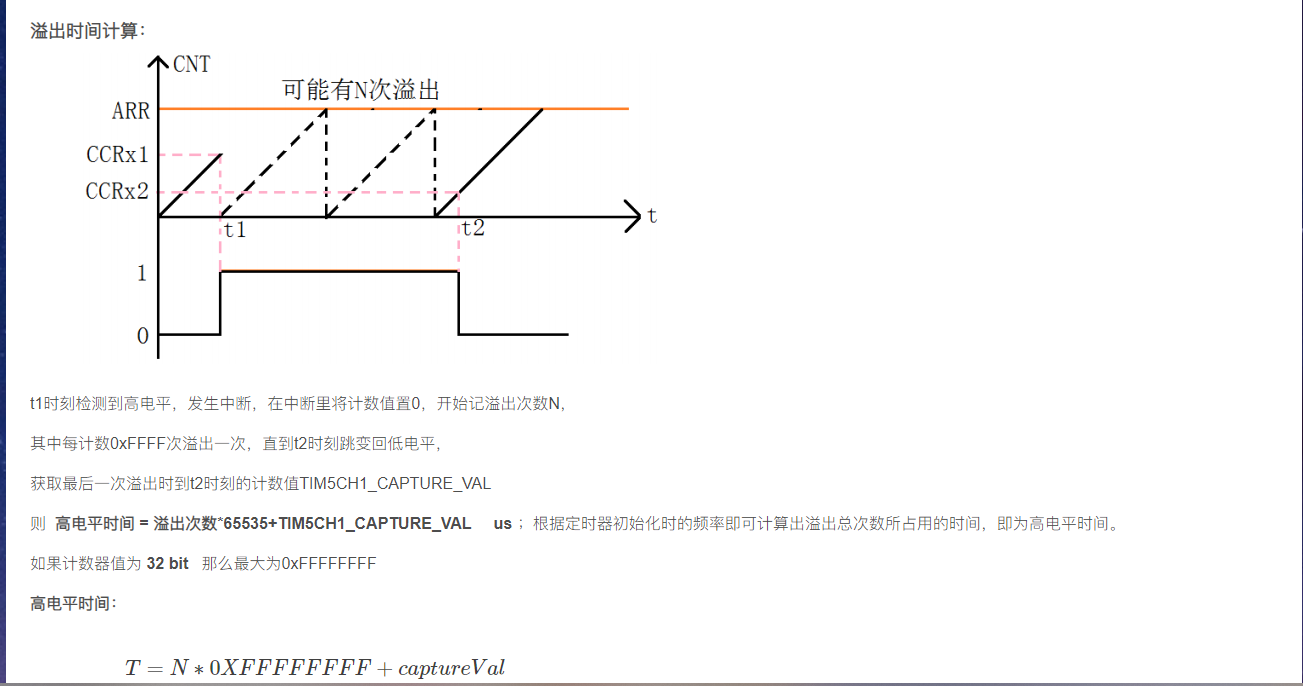 溢出时间计算：
CNT
可能有N次溢出
ARR
CCRx1
CCRx2
t
t1
t2
1
0
t1时刻检测到高电平，发生中断，在中断里将计数值置0，开始记溢出次数N，
其中每计数0xFFFF次溢出一次，直到t2时刻跳变回低电平，
获取最后一次溢出时到t2时刻的计数值TIM5CH1_CAPTURE_VAL
则 高电平时间 = 溢出次数*65535+TIM5CH1_CAPTURE_VAL us ；根据定时器初始化时的频率即可计算出溢出总次数所占用的时间，即为高电平时间。
如果计数器值为 32 bit 那么最大为0xFFFFFFFF
高电平时间：
T = N ∗ 0XFFFFFFFF + captureVal